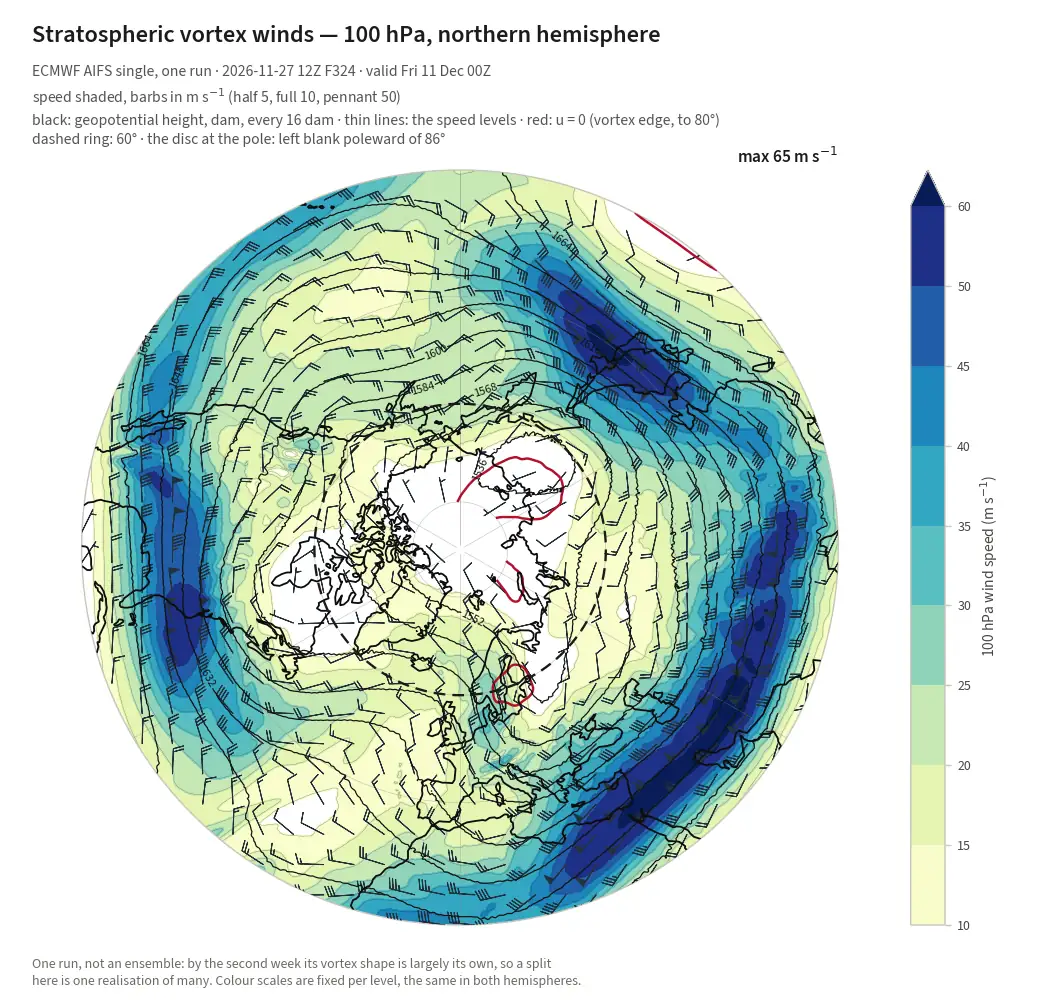 Stratospheric vortex winds — 100 hPa, northern hemisphere
ECMWF AIFS single, one run · 2026-11-27 12Z F324 · valid Fri 11 Dec 00Z
speed shaded, barbs in m s⁻¹ (half 5, full 10, pennant 50)
black: geopotential height, dam, every 16 dam · thin lines: the speed levels · red: u = 0 (vortex edge, to 80°)
dashed ring: 60° · the disc at the pole: left blank poleward of 86°
max 65 m s⁻¹
60
50
45
40
35
30
25
20
15
10
100 hPa wind speed (m s⁻¹)
1664
1600
1584
1568
1648
1552
1632
One run, not an ensemble: by the second week its vortex shape is largely its own, so a split
here is one realisation of many. Colour scales are fixed per level, the same in both hemispheres.